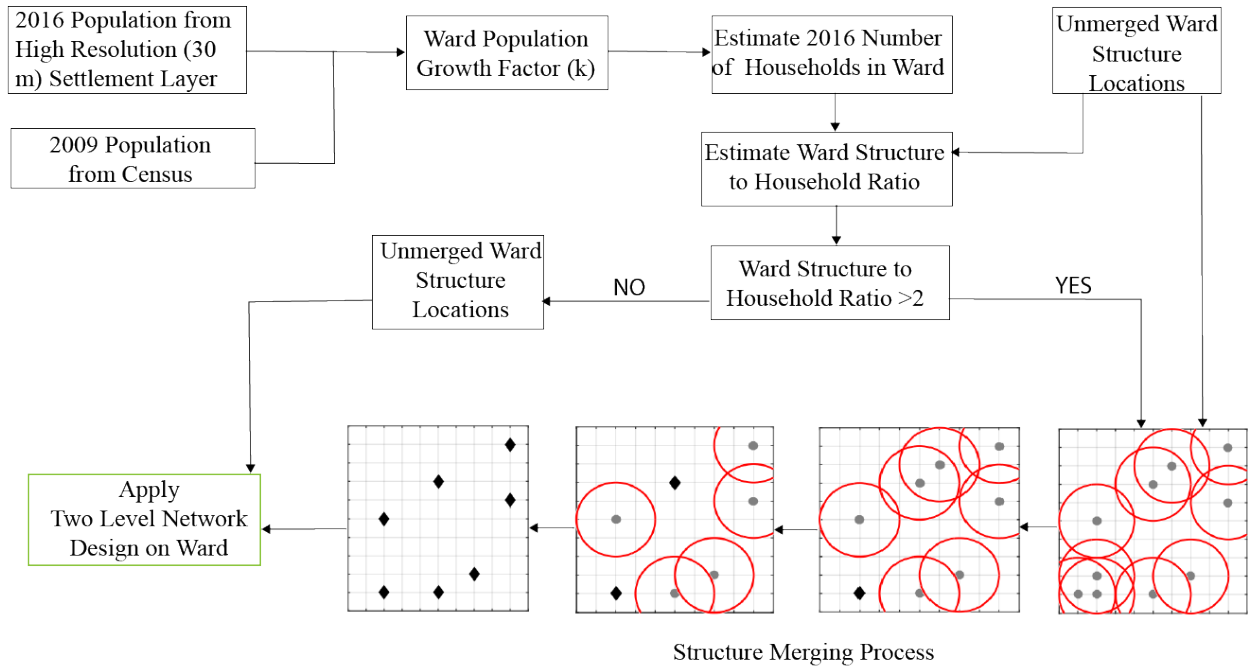 2016 Population from
High Resolution (30
m) Settlement Layer
Ward Population
Growth Factor (k)
Estimate 2016 Number
of Households in Ward
Unmerged Ward
Structure
Locations
2009 Population
from Census
Estimate Ward Structure
to Household Ratio
Unmerged Ward
Structure
Locations
NO
Ward Structure to
Household Ratio >2
YES
Apply
Two Level Network
Design on Ward
Structure Merging Process